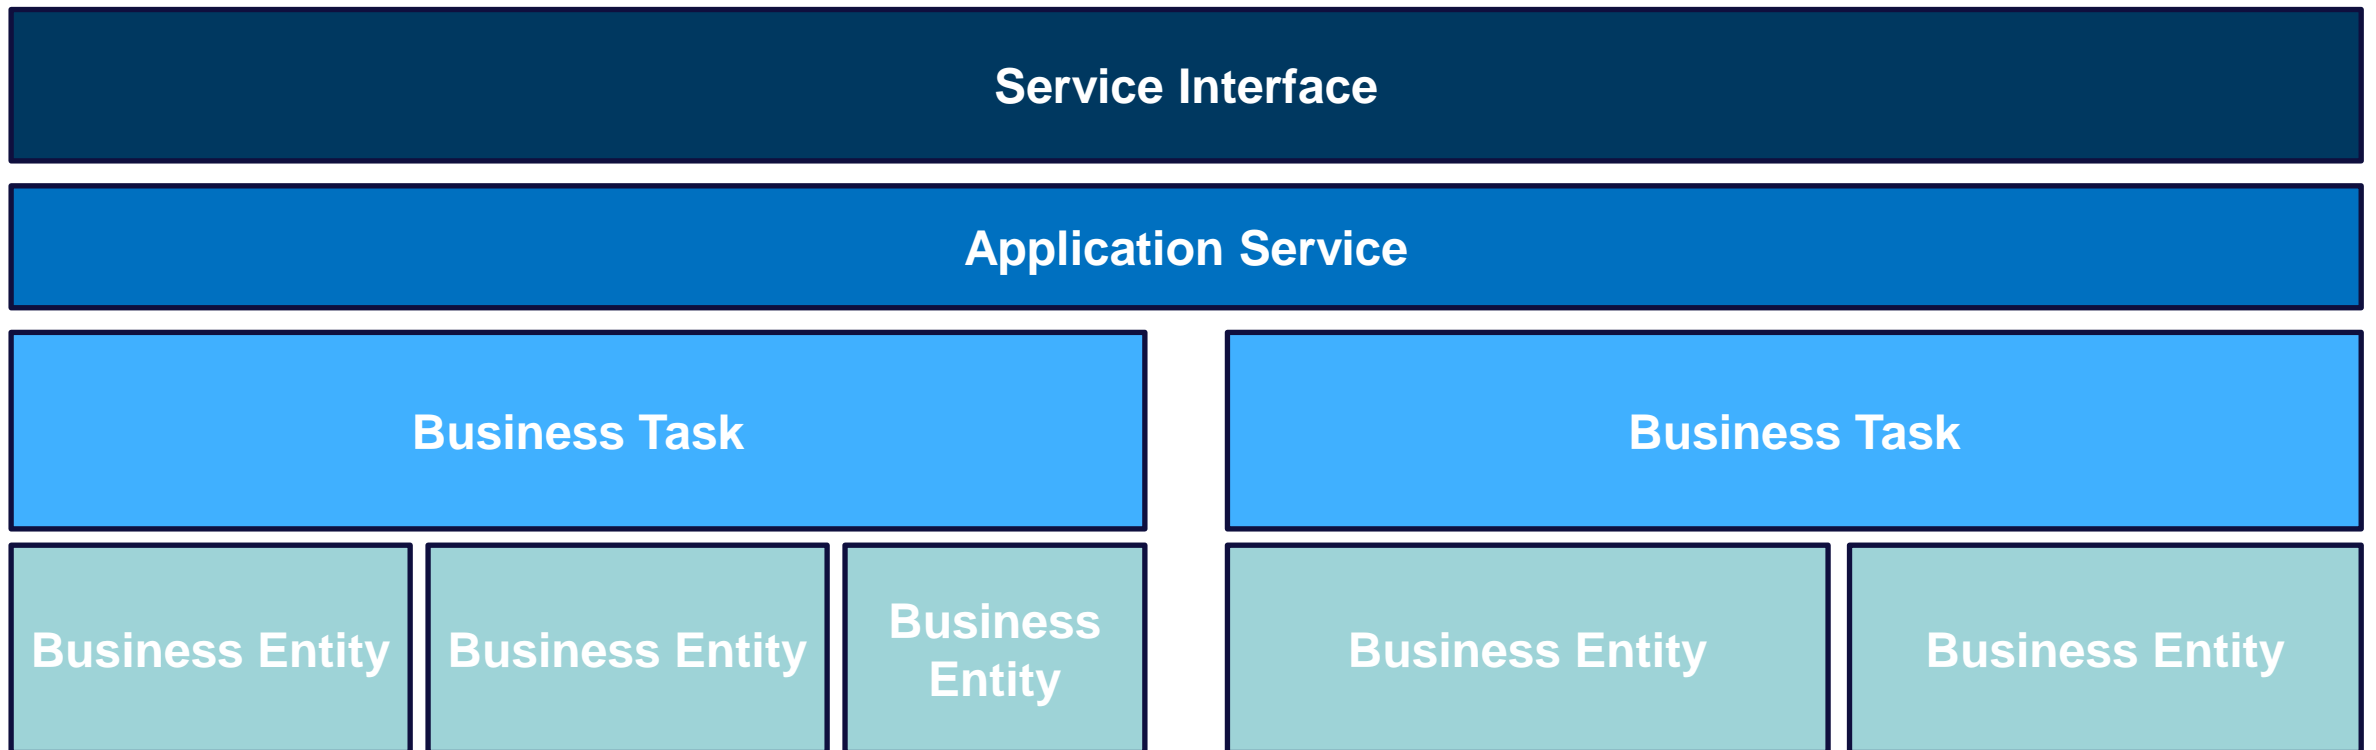 Service Interface
Application Service
Business Task
Business Task
Business Entity
Business Entity
Business
Entity
Business Entity
Business Entity